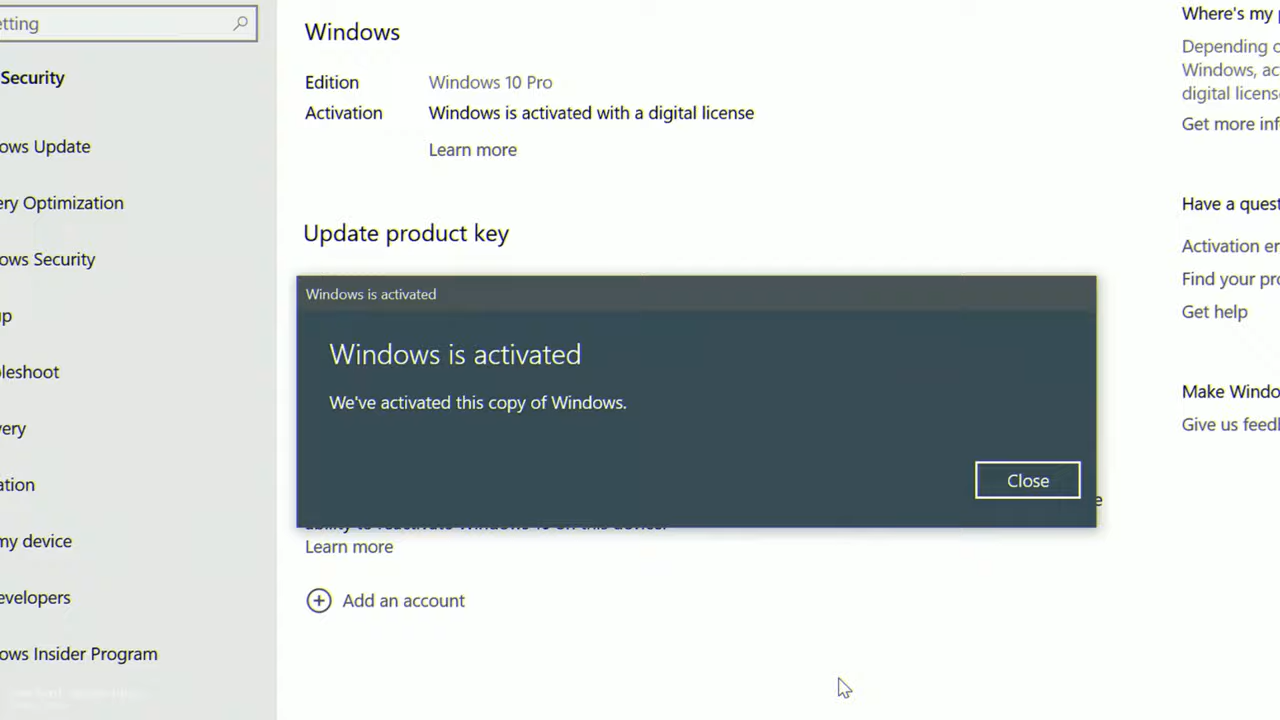 etting
Security
ows Update
ery Optimization
ows Security
up
leshoot
very
ation
my device
evelopers
ows Insider Program
Windows
Edition Windows 10 Pro
Activation Windows is activated with a digital license
Learn more
Update product key
Windows is activated
Windows is activated
We've activated this copy of Windows.
Close
Learn more
Add an account
Where's my
Depending
Windows, ac
digital license
Get more inf
Have a quest
Activation er
Find your pro
Get help
Make Windo
Give us feed